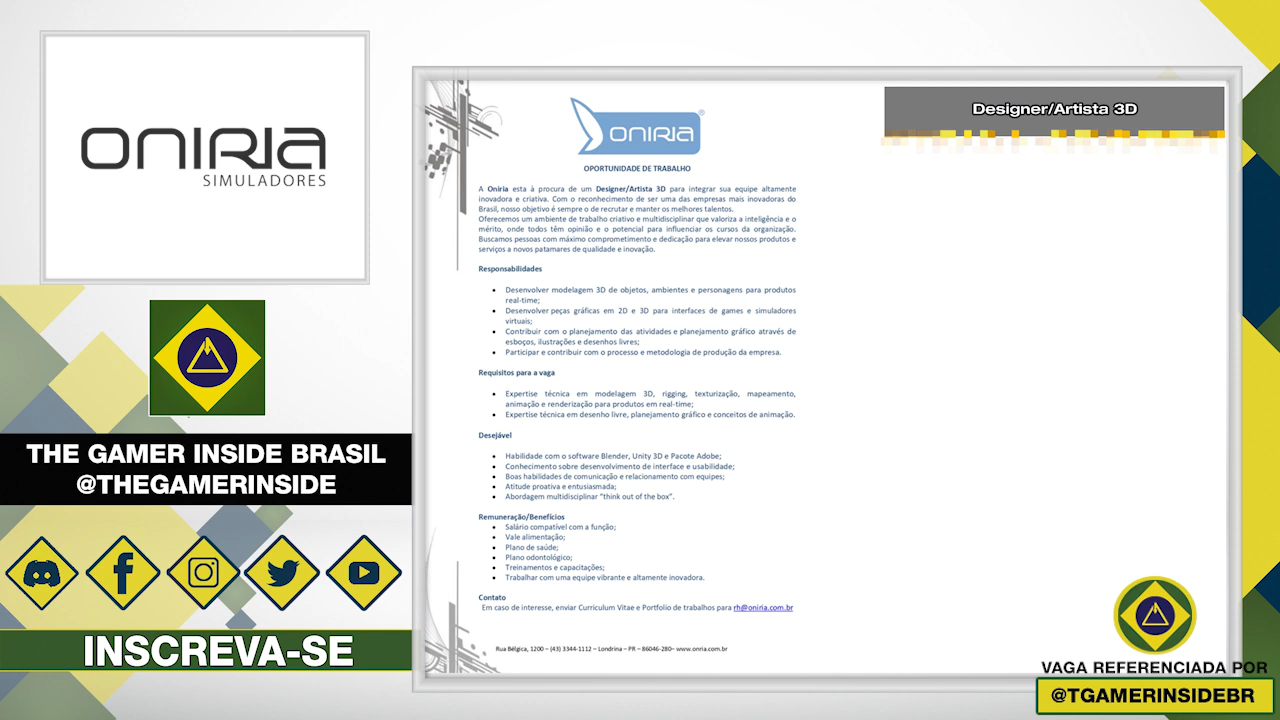 ONIRIA
SIMULADORES
THE GAMER INSIDE BRASIL
@THEGAMERINSIDE
INSCREVA-SE
ONIRIA®
OPORTUNIDADE DE TRABALHO
A Oniria esta à procura de um Designer/Artista 3D para integrar sua equipe altamente
inovadora e criativa. Com o reconhecimento de ser uma das empresas mais inovadoras do
Brasil, nosso objetivo é sempre o de recrutar e manter os melhores talentos.
Oferecemos um ambiente de trabalho criativo e multidisciplinar que valoriza a inteligência e o
mérito, onde todos têm opinião e o potencial para influenciar os cursos da organização.
Buscamos pessoas com máximo comprometimento e dedicação para elevar nossos produtos e
serviços a novos patamares de qualidade e inovação.
Responsabilidades
• Desenvolver modelagem 3D de objetos, ambientes e personagens para produtos
real-time;
• Desenvolver peças gráficas em 2D e 3D para interfaces de games e simuladores
virtuais;
• Contribuir com o planejamento das atividades e planejamento gráfico através de
esboços, ilustrações e desenhos livres;
• Participar e contribuir com o processo e metodologia de produção da empresa.
Requisitos para a vaga
• Expertise técnica em modelagem 3D, rigging, texturização, mapeamento,
animação e renderização para produtos em real-time;
• Expertise técnica em desenho livre, planejamento gráfico e conceitos de animação.
Desejável
• Habilidade com o software Blender, Unity 3D e Pacote Adobe;
• Conhecimento sobre desenvolvimento de interface e usabilidade;
• Boas habilidades de comunicação e relacionamento com equipes;
• Atitude proativa e entusiasmada;
• Abordagem multidisciplinar "think out of the box".
Remuneração/Benefícios
• Salário compatível com a função;
• Vale alimentação;
• Plano de saúde;
• Plano odontológico;
• Treinamentos e capacitações;
• Trabalhar com uma equipe vibrante e altamente inovadora.
Contato
Em caso de interesse, enviar Curriculum Vitae e Portfolio de trabalhos para rh@oniria.com.br
Rua Bélgica, 1200 – (43) 3344-1112 – Londrina – PR – 86046-280– www.onria.com.br
Designer/Artista 3D
VAGA REFERENCIADA POR
@TGAMERINSIDEBR